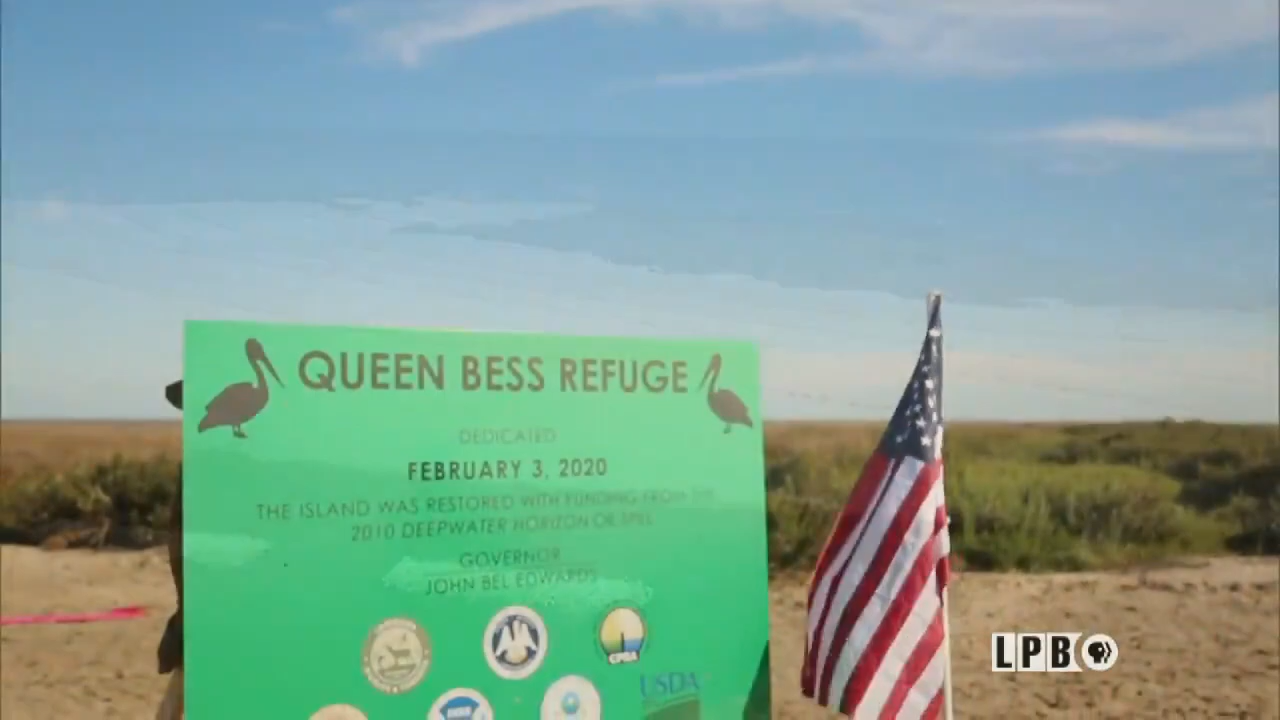 QUEEN BESS REFUGE
DEDICATED
FEBRUARY 3, 2020
THE ISLAND WAS RESTORED WITH FUNDING FROM THE
2010 DEEPWATER HORIZON OIL SPILL
GOVERNOR
JOHN BEL EDWARDS
CPRA
USDA
LPB